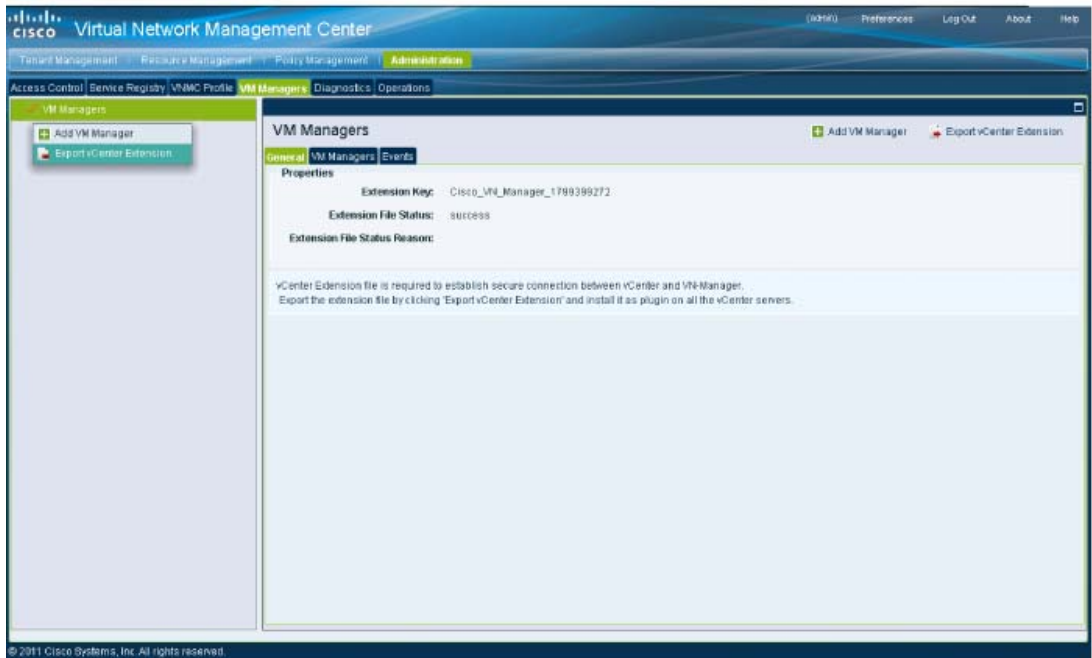 CISCO Virtual Network Management Center
(admin) Preferences Log Out About Help
Tenant Management | Resource Management | Policy Management | Administration
Access Control Service Registry VNMC Profile VM Managers Diagnostics Operations
VM Managers
Add VM Manager
Export vCenter Extension
VM Managers
Add VM Manager Export vCenter Extension
General VM Managers Events
Properties
Extension Key: Cisco_VN_Manager_1799399272
Extension File Status: success
Extension File Status Reason:
vCenter Extension file is required to establish secure connection between vCenter and VN-Manager.
Export the extension file by clicking 'Export vCenter Extension' and install it as plugin on all the vCenter servers.
© 2011 Cisco Systems, Inc. All rights reserved.